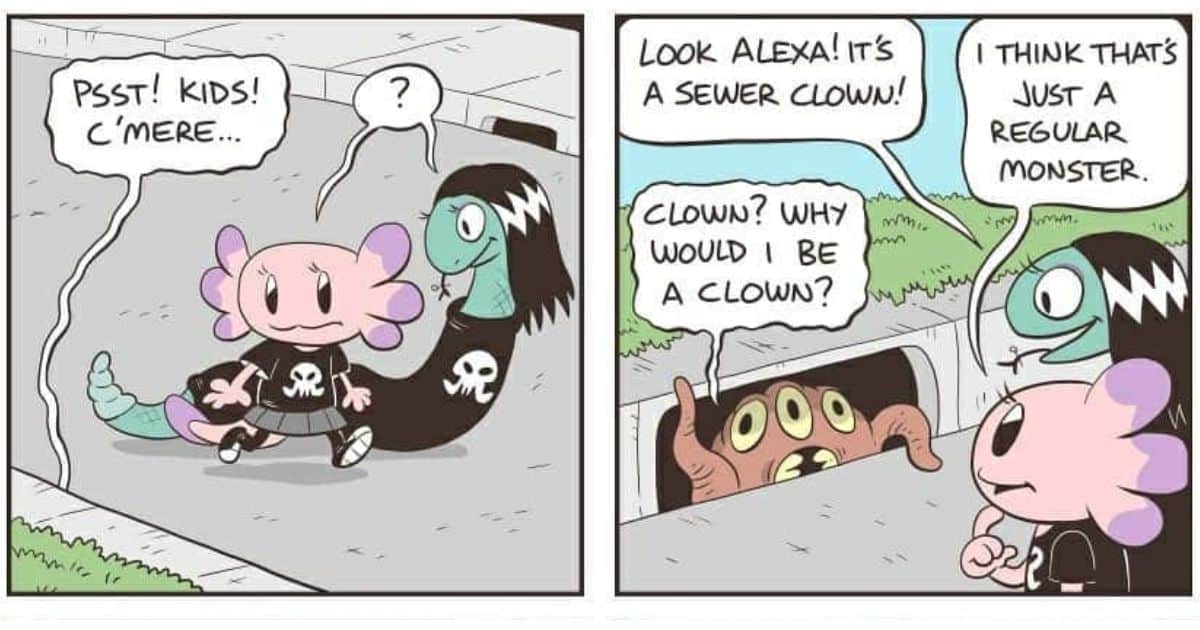 PSST! KIDS!
C'MERE...
?
LOOK ALEXA! IT'S
A SEWER CLOWN!
I THINK THAT'S
JUST A
REGULAR
MONSTER.
CLOWN? WHY
WOULD I BE
A CLOWN?